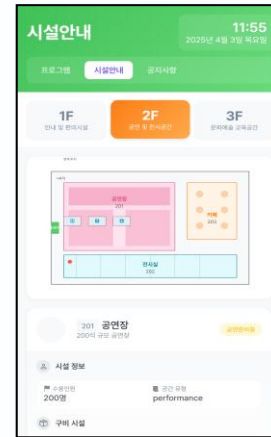 시설안내
11:55
2025년 4월 3일 목요일
프로그램
시설안내
공지사항
1F
안내 및 편의시설
2F
공연 및 전시공간
3F
문화예술 교육공간
공연장
201
카페
전시실
202
201 공연장
200석 규모 공연장
시설 정보
수용인원
200명
공간 유형
performance
구비 시설